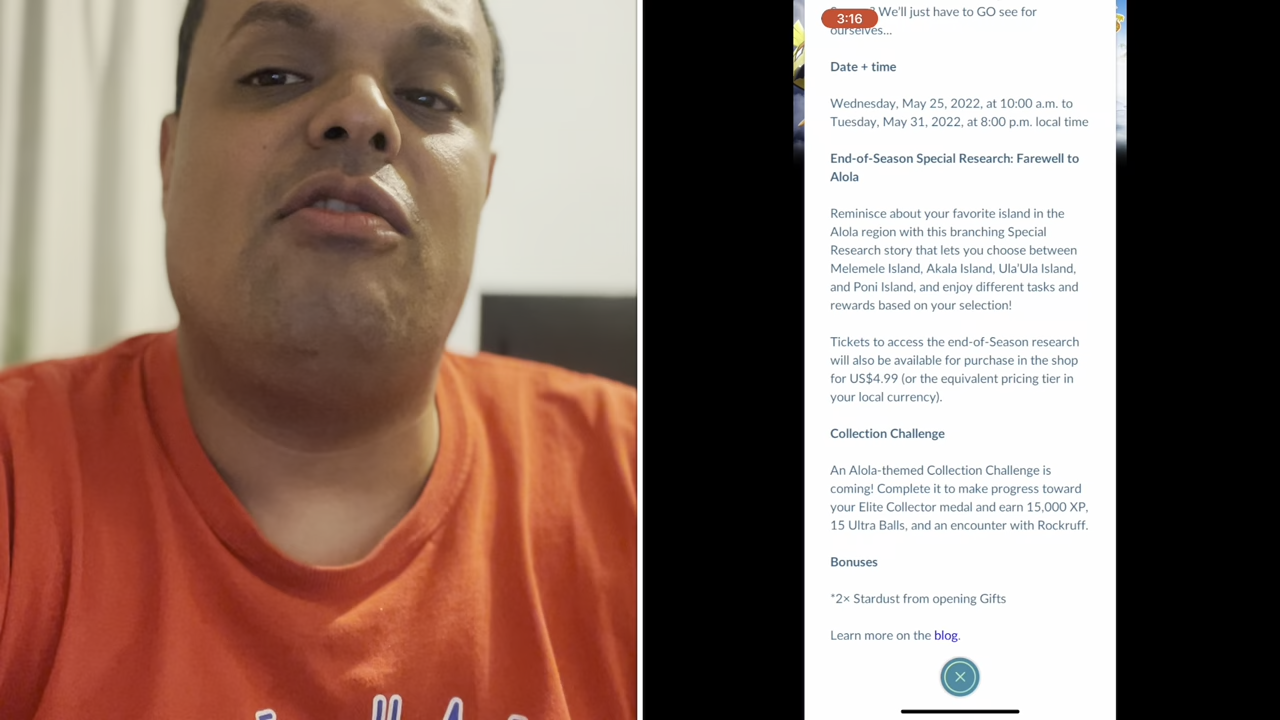 3:16
We'll just have to GO see for
ourselves...
Date + time
Wednesday, May 25, 2022, at 10:00 a.m. to
Tuesday, May 31, 2022, at 8:00 p.m. local time
End-of-Season Special Research: Farewell to
Alola
Reminisce about your favorite island in the
Alola region with this branching Special
Research story that lets you choose between
Melemele Island, Akala Island, Ula'Ula Island,
and Poni Island, and enjoy different tasks and
rewards based on your selection!
Tickets to access the end-of-Season research
will also be available for purchase in the shop
for US$4.99 (or the equivalent pricing tier in
your local currency).
Collection Challenge
An Alola-themed Collection Challenge is
coming! Complete it to make progress toward
your Elite Collector medal and earn 15,000 XP,
15 Ultra Balls, and an encounter with Rockruff.
Bonuses
*2× Stardust from opening Gifts
Learn more on the blog.